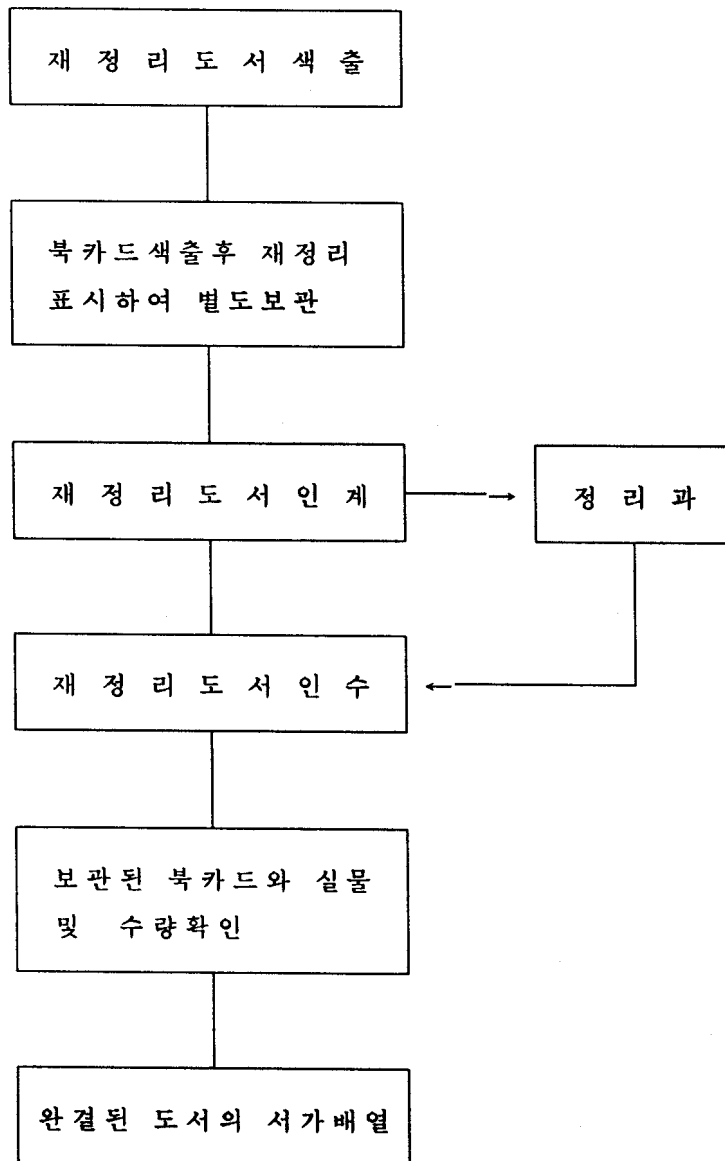 재 정 리 도 서 색 출
북카드색출후 재정리
표시하여 별도보관
재 정 리 도 서 인 계
정 리 과
재 정 리 도 서 인 수
보관된 북카드와 실물
및 수량확인
완결된 도서의 서가배열